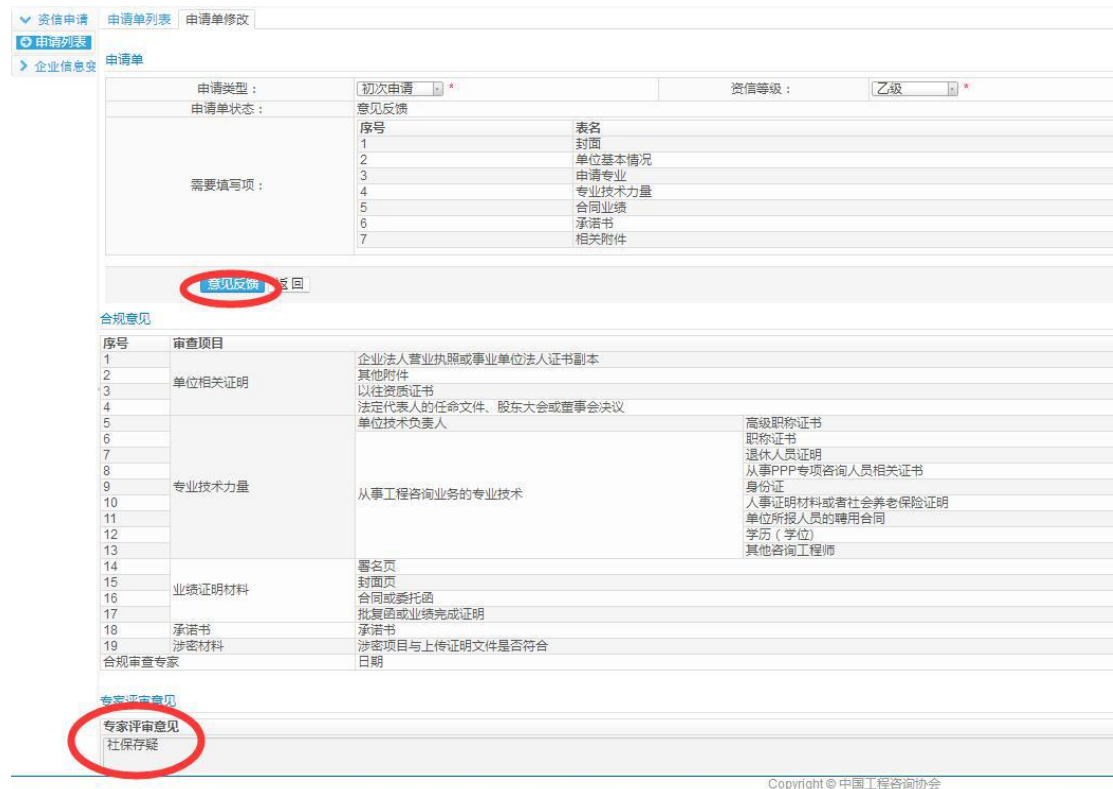 资信申请 申请单列表 申请单修改
申请列表
企业信息变
申请单
申请类型： 初次申请 * 资信等级： 乙级 *
申请单状态： 意见反馈
需要填写项：
序号 表名
1 封面
2 单位基本情况
3 申请专业
4 专业技术力量
5 合同业绩
6 承诺书
7 相关附件
意见反馈 返回
合规意见
序号 审查项目
单位相关证明
1 企业法人营业执照或事业单位法人证书副本
2 其他附件
3 以往资质证书
4 法定代表人的任命文件、股东大会或董事会决议
专业技术力量
5 单位技术负责人 高级职称证书
从事工程咨询业务的专业技术
6 职称证书
7 退休人员证明
8 从事PPP专项咨询人员相关证书
9 身份证
10 人事证明材料或者社会养老保险证明
11 单位所报人员的聘用合同
12 学历（学位)
13 其他咨询工程师
业绩证明材料
14 署名页
15 封面页
16 合同或委托函
17 批复函或业绩完成证明
18 承诺书 承诺书
19 涉密材料 涉密项目与上传证明文件是否符合
合规审查专家 日期
专家评审意见
专家评审意见
社保存疑
Copyright © 中国工程咨询协会